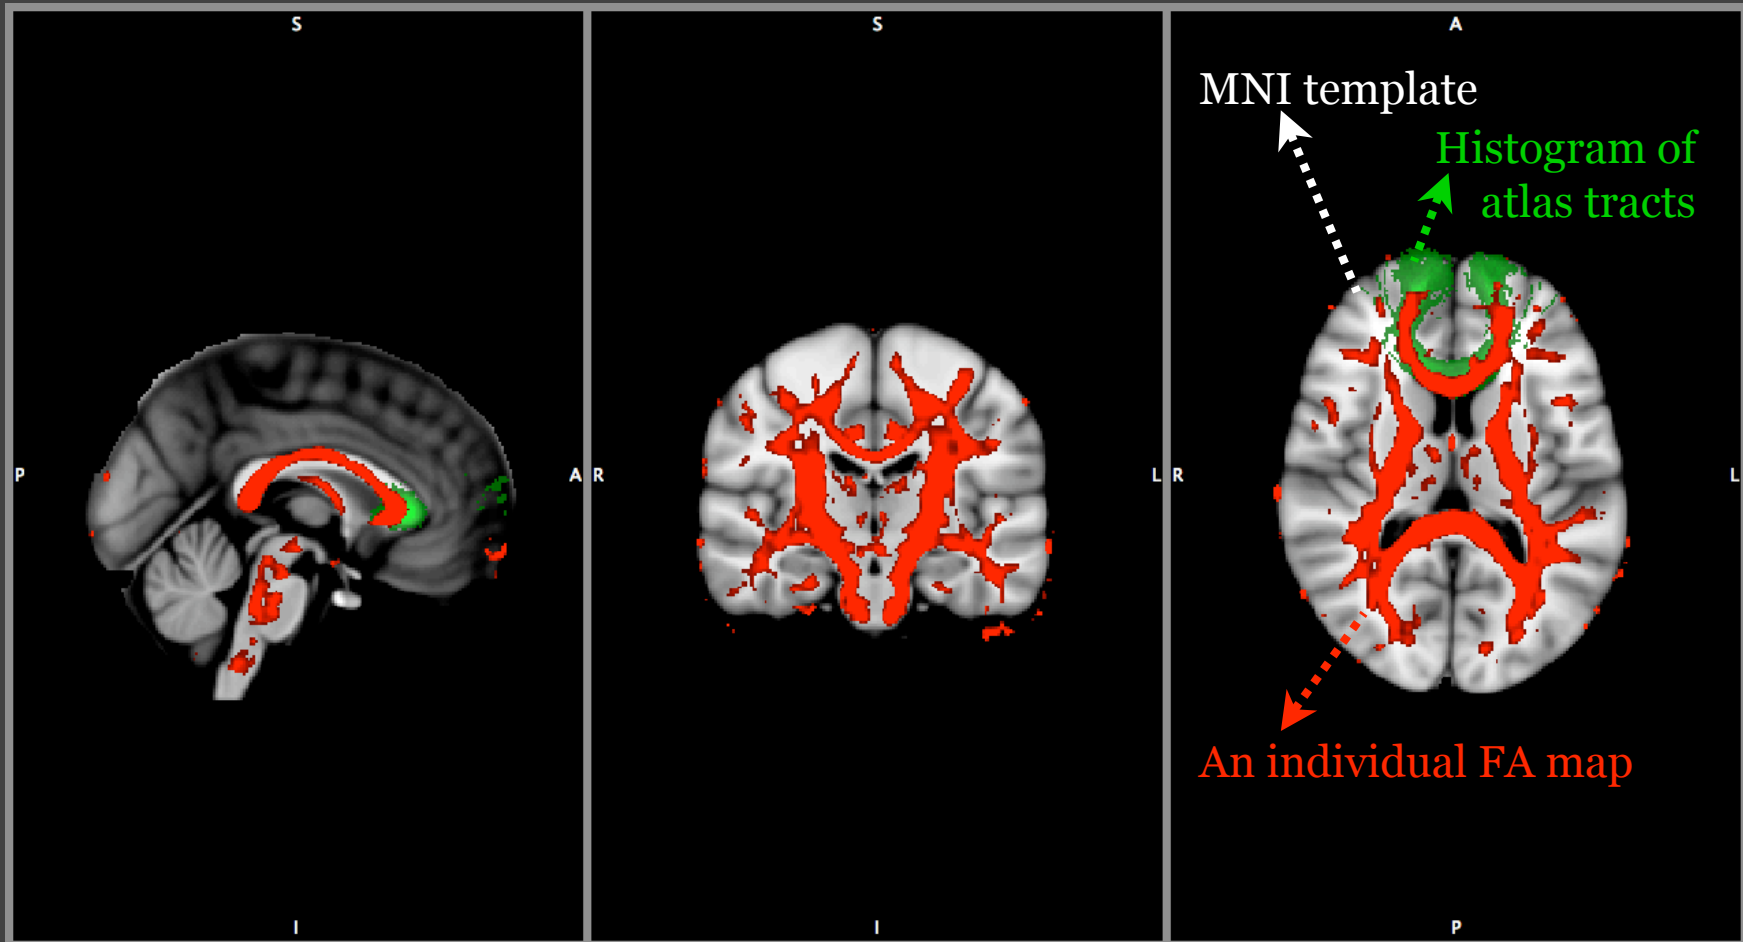 S
S
A
MNI template
Histogram of
atlas tracts
P
A
R
L
R
L
An individual FA map
I
I
P